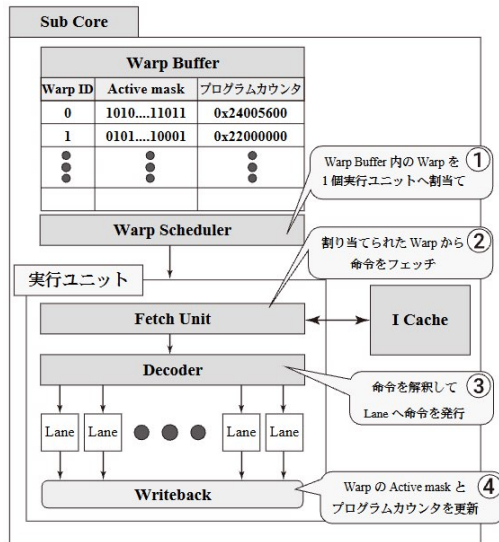 Sub Core
Warp Buffer
Warp ID Active mask プログラムカウンタ
0 1010....11011 0x24005600
1 0101....10001 0x22000000
Warp Buffer 内の Warp を ①
1 個実行ユニットへ割当て
Warp Scheduler
割り当てられた Warp から ②
命令をフェッチ
実行ユニット
Fetch Unit
I Cache
Decoder
命令を解釈して ③
Lane へ命令を発行
Lane Lane Lane Lane
Writeback
Warp の Active mask と ④
プログラムカウンタを更新